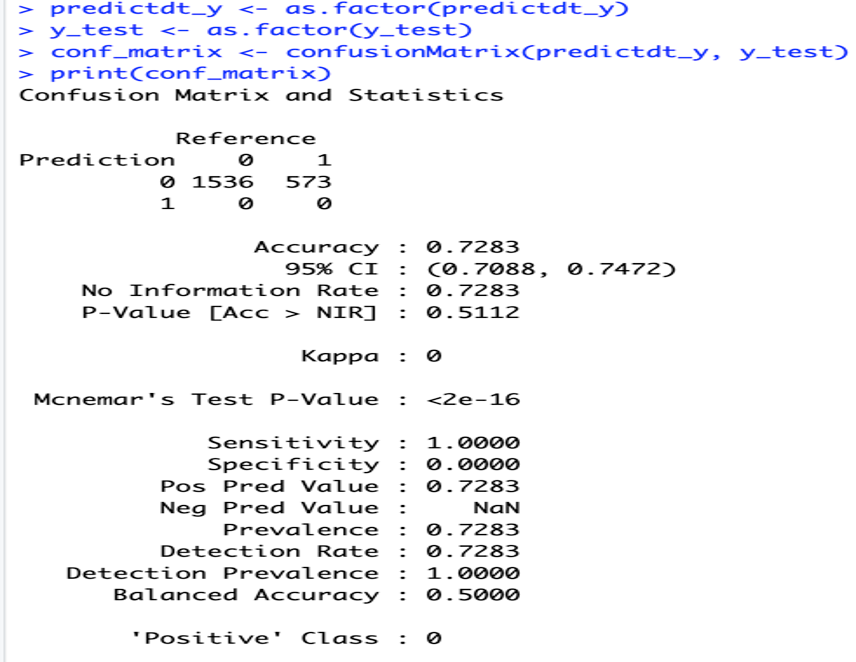 > predictdt_y <- as.factor(predictdt_y)
> y_test <- as.factor(y_test)
> conf_matrix <- confusionMatrix(predictdt_y, y_test)
> print(conf_matrix)
Confusion Matrix and Statistics

          Reference
Prediction    0    1
         0 1536  573
         1    0    0

               Accuracy : 0.7283
                 95% CI : (0.7088, 0.7472)
    No Information Rate : 0.7283
    P-Value [Acc > NIR] : 0.5112

                  Kappa : 0

 Mcnemar's Test P-Value : <2e-16

            Sensitivity : 1.0000
            Specificity : 0.0000
         Pos Pred Value : 0.7283
         Neg Pred Value :    NaN
             Prevalence : 0.7283
         Detection Rate : 0.7283
   Detection Prevalence : 1.0000
      Balanced Accuracy : 0.5000

       'Positive' Class : 0